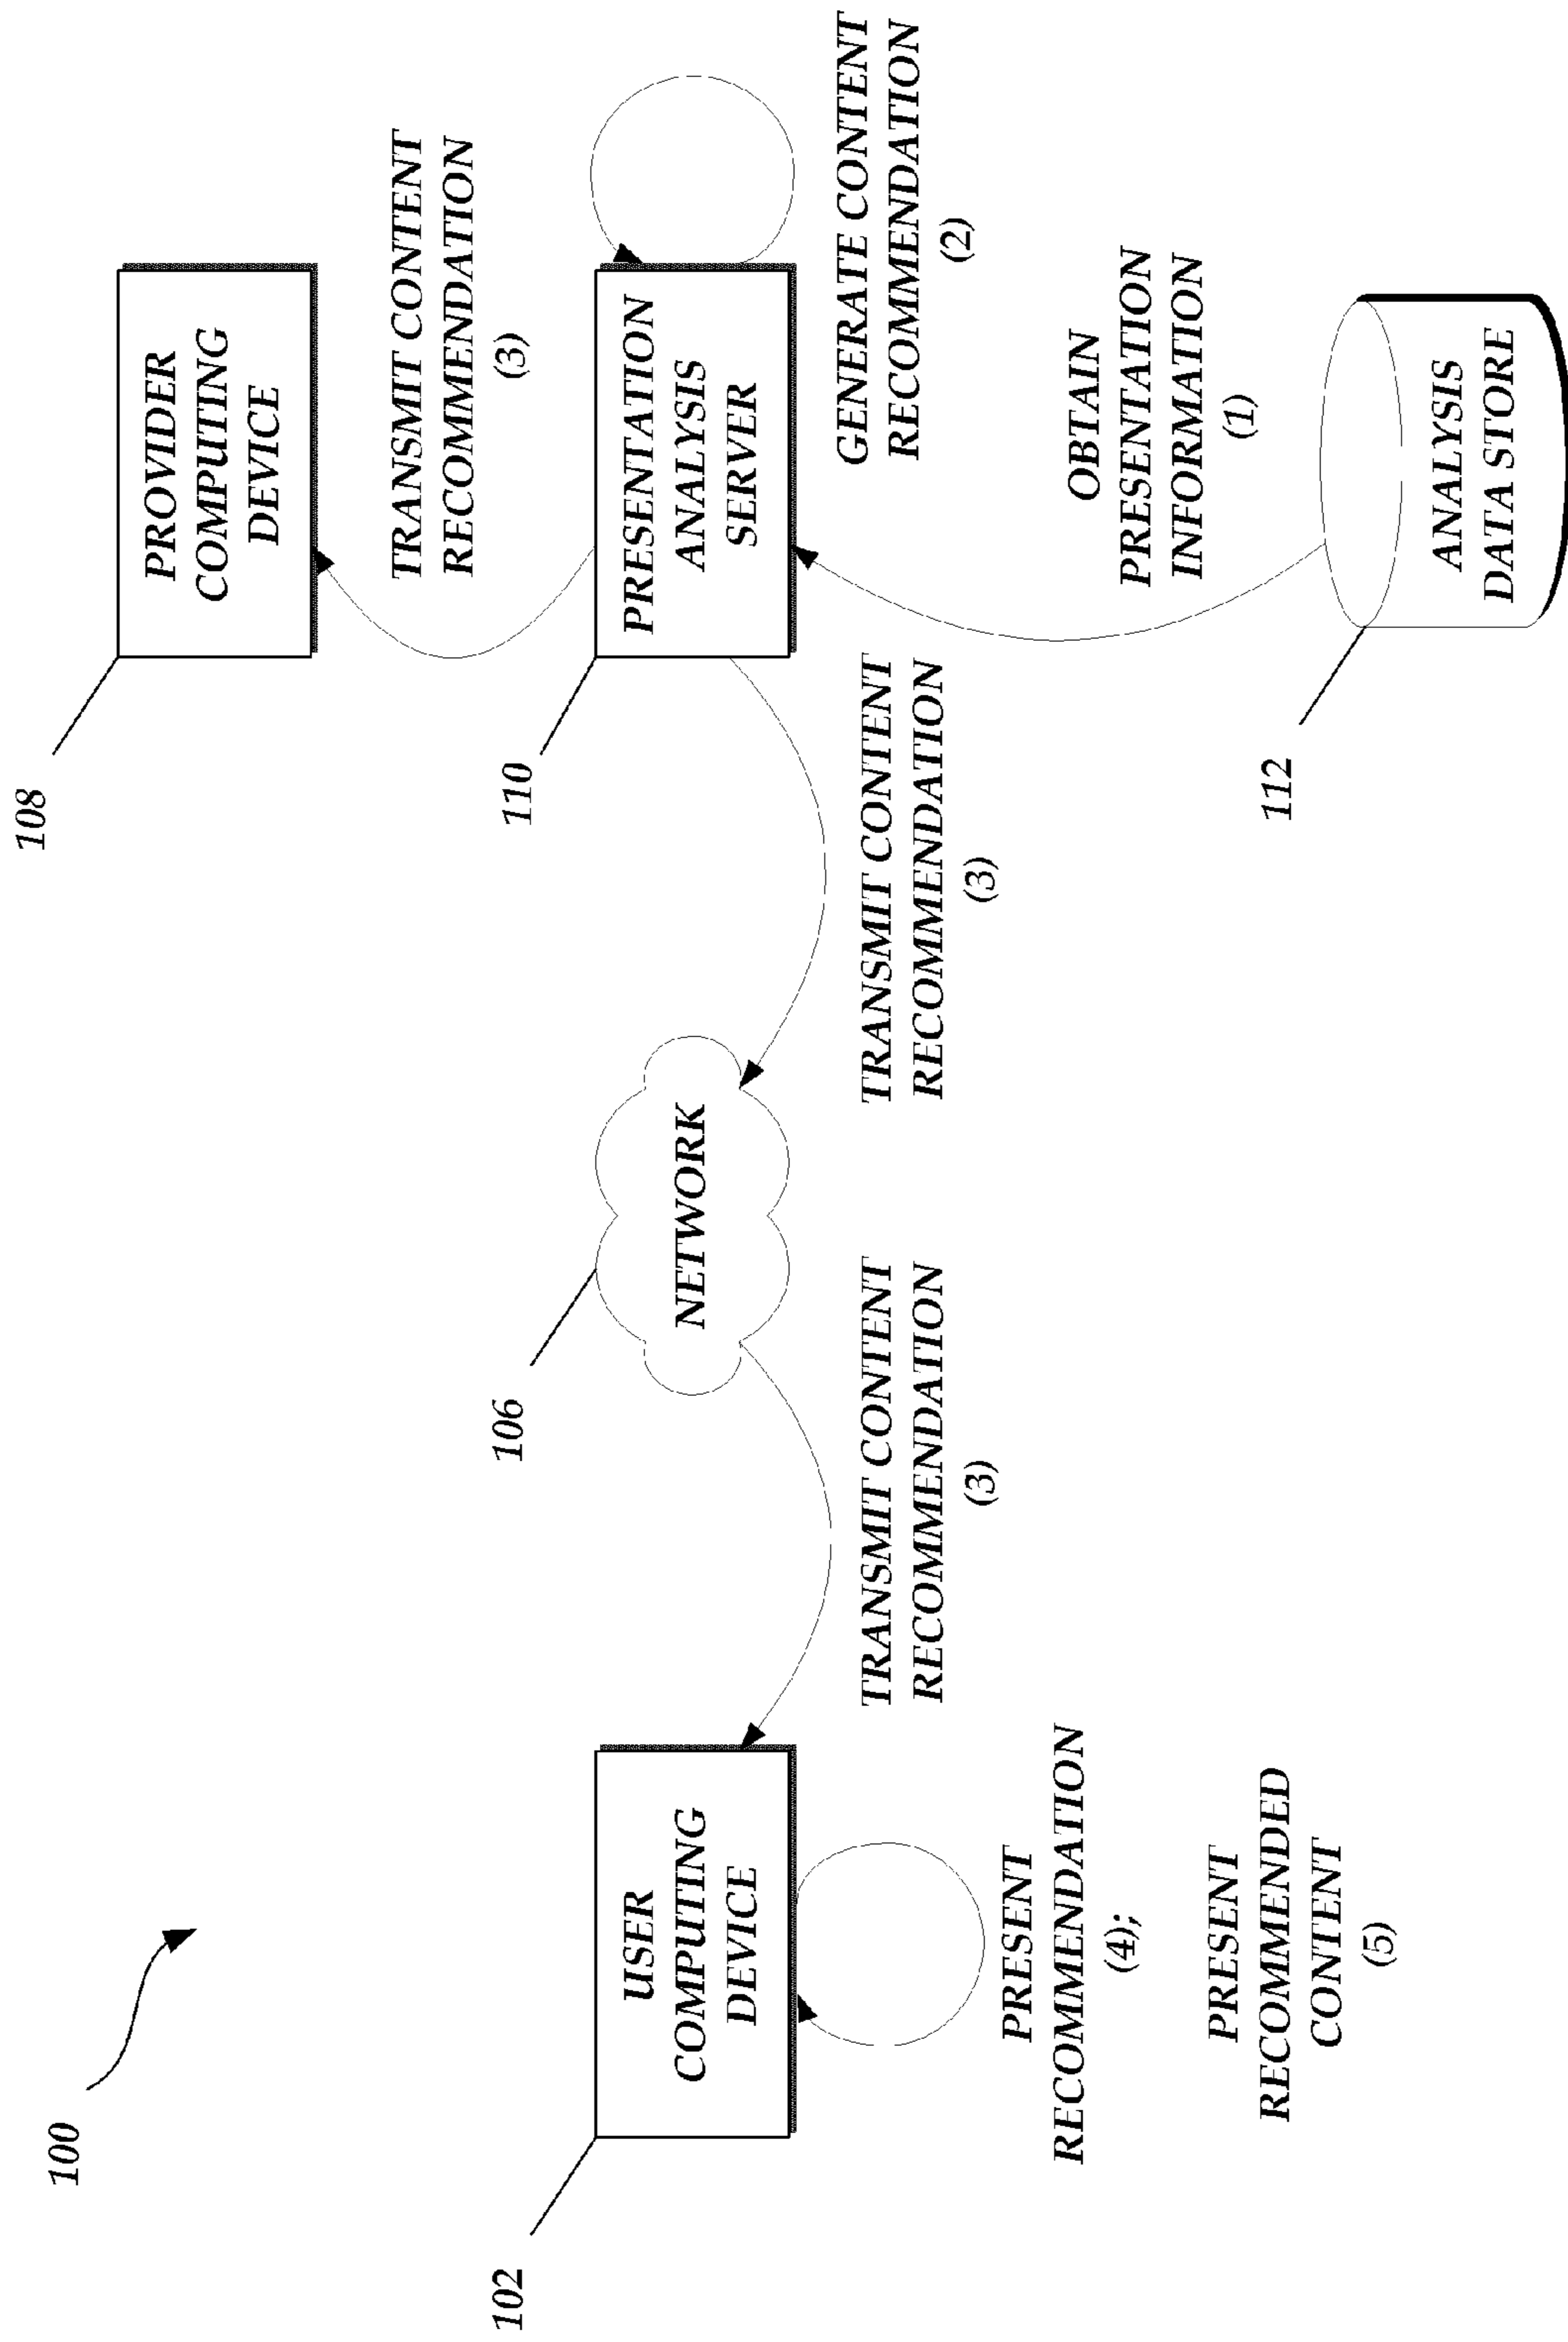 100
102
USER
COMPUTING
DEVICE
PRESENT
RECOMMENDATION
(4);
PRESENT
RECOMMENDED
CONTENT
(5)
TRANSMIT CONTENT
RECOMMENDATION
(3)
106
NETWORK
TRANSMIT CONTENT
RECOMMENDATION
(3)
108
PROVIDER
COMPUTING
DEVICE
TRANSMIT CONTENT
RECOMMENDATION
(3)
110
PRESENTATION
ANALYSIS
SERVER
GENERATE CONTENT
RECOMMENDATION
(2)
OBTAIN
PRESENTATION
INFORMATION
(1)
112
ANALYSIS
DATA STORE